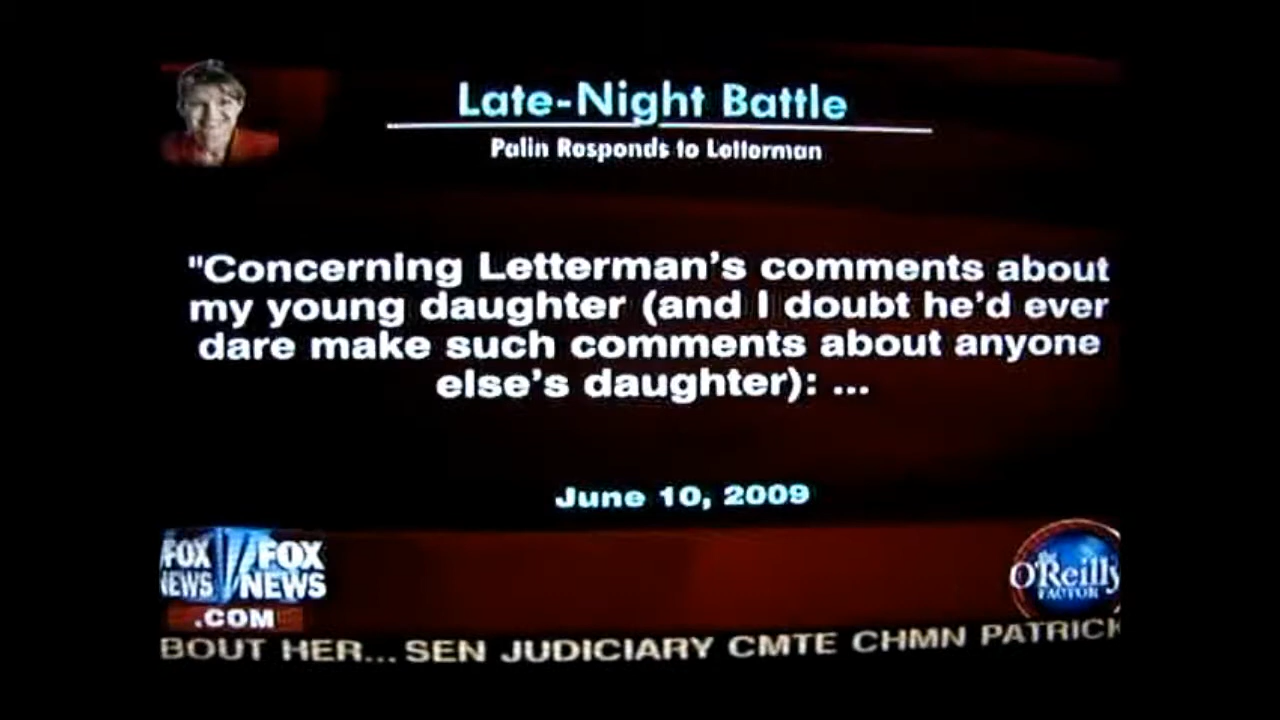 Late-Night Battle
Palin Responds to Letterman
"Concerning Letterman's comments about
my young daughter (and I doubt he'd ever
dare make such comments about anyone
else's daughter): ...
June 10, 2009
FOX NEWS
FOX NEWS
.COM
the O'Reilly FACTOR
BOUT HER... SEN JUDICIARY CMTE CHMN PATRICK